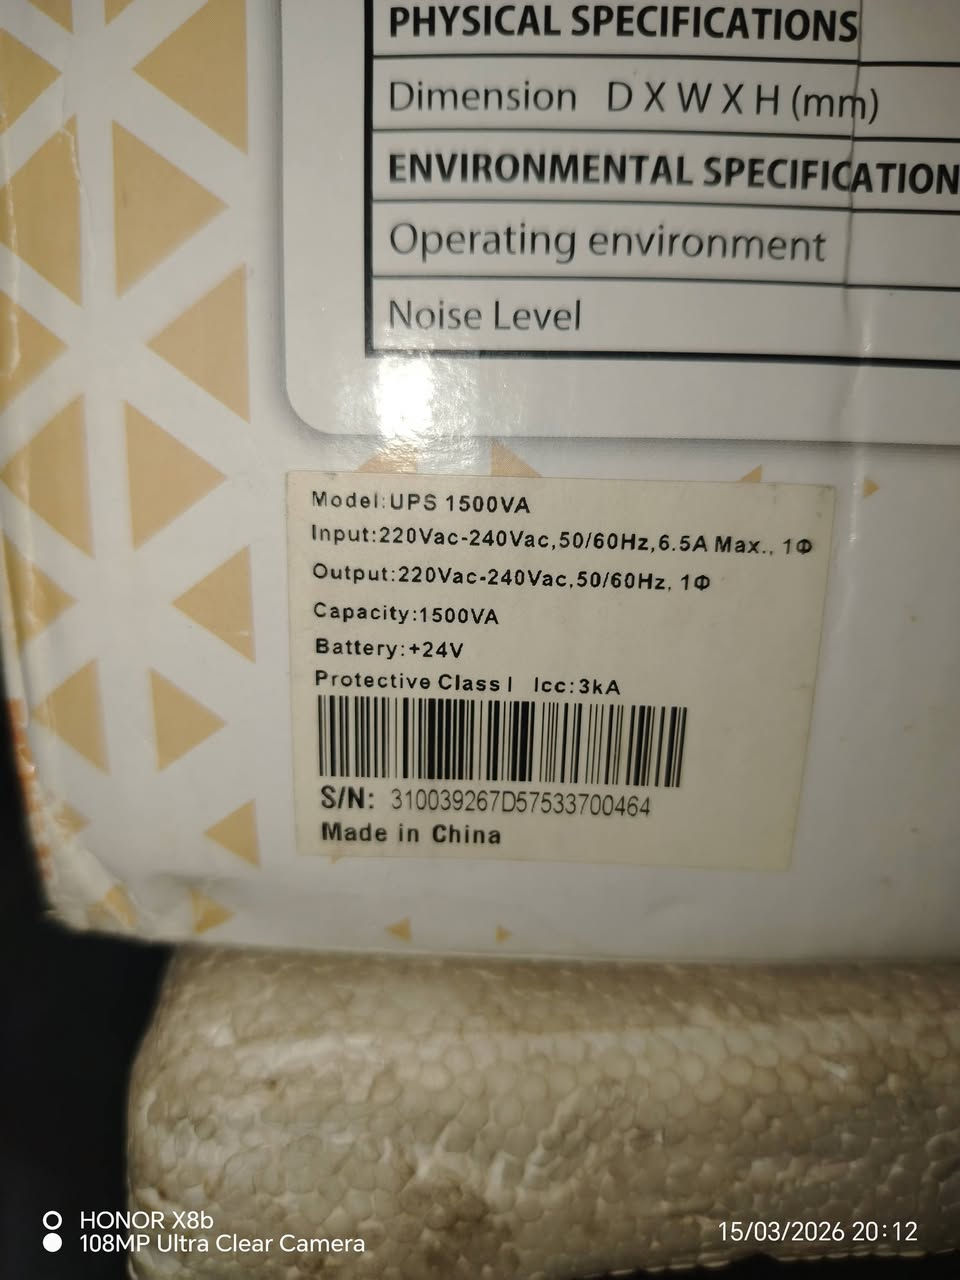 PHYSICAL SPECIFICATIONS
Dimension D X W X H (mm)
ENVIRONMENTAL SPECIFICATION
Operating environment
Noise Level
Model:UPS 1500VA
Input:220Vac-240Vac,50/60Hz,6.5A Max., 1Φ
Output:220Vac-240Vac,50/60Hz, 1Φ
Capacity:1500VA
Battery:+24V
Protective Class I Icc:3kA
S/N: 310039267D57533700464
Made in China
HONOR X8b
108MP Ultra Clear Camera
15/03/2026 20:12